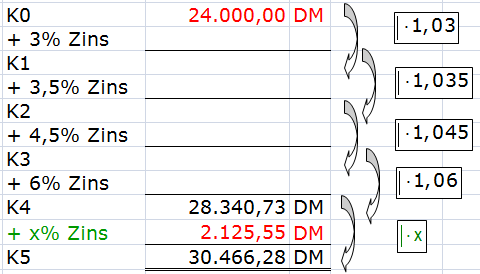 K0 24.000,00 DM
+ 3% Zins |·1,03
K1
+ 3,5% Zins |·1,035
K2
+ 4,5% Zins |·1,045
K3
+ 6% Zins |·1,06
K4 28.340,73 DM
+ x% Zins 2.125,55 DM |·x
K5 30.466,28 DM